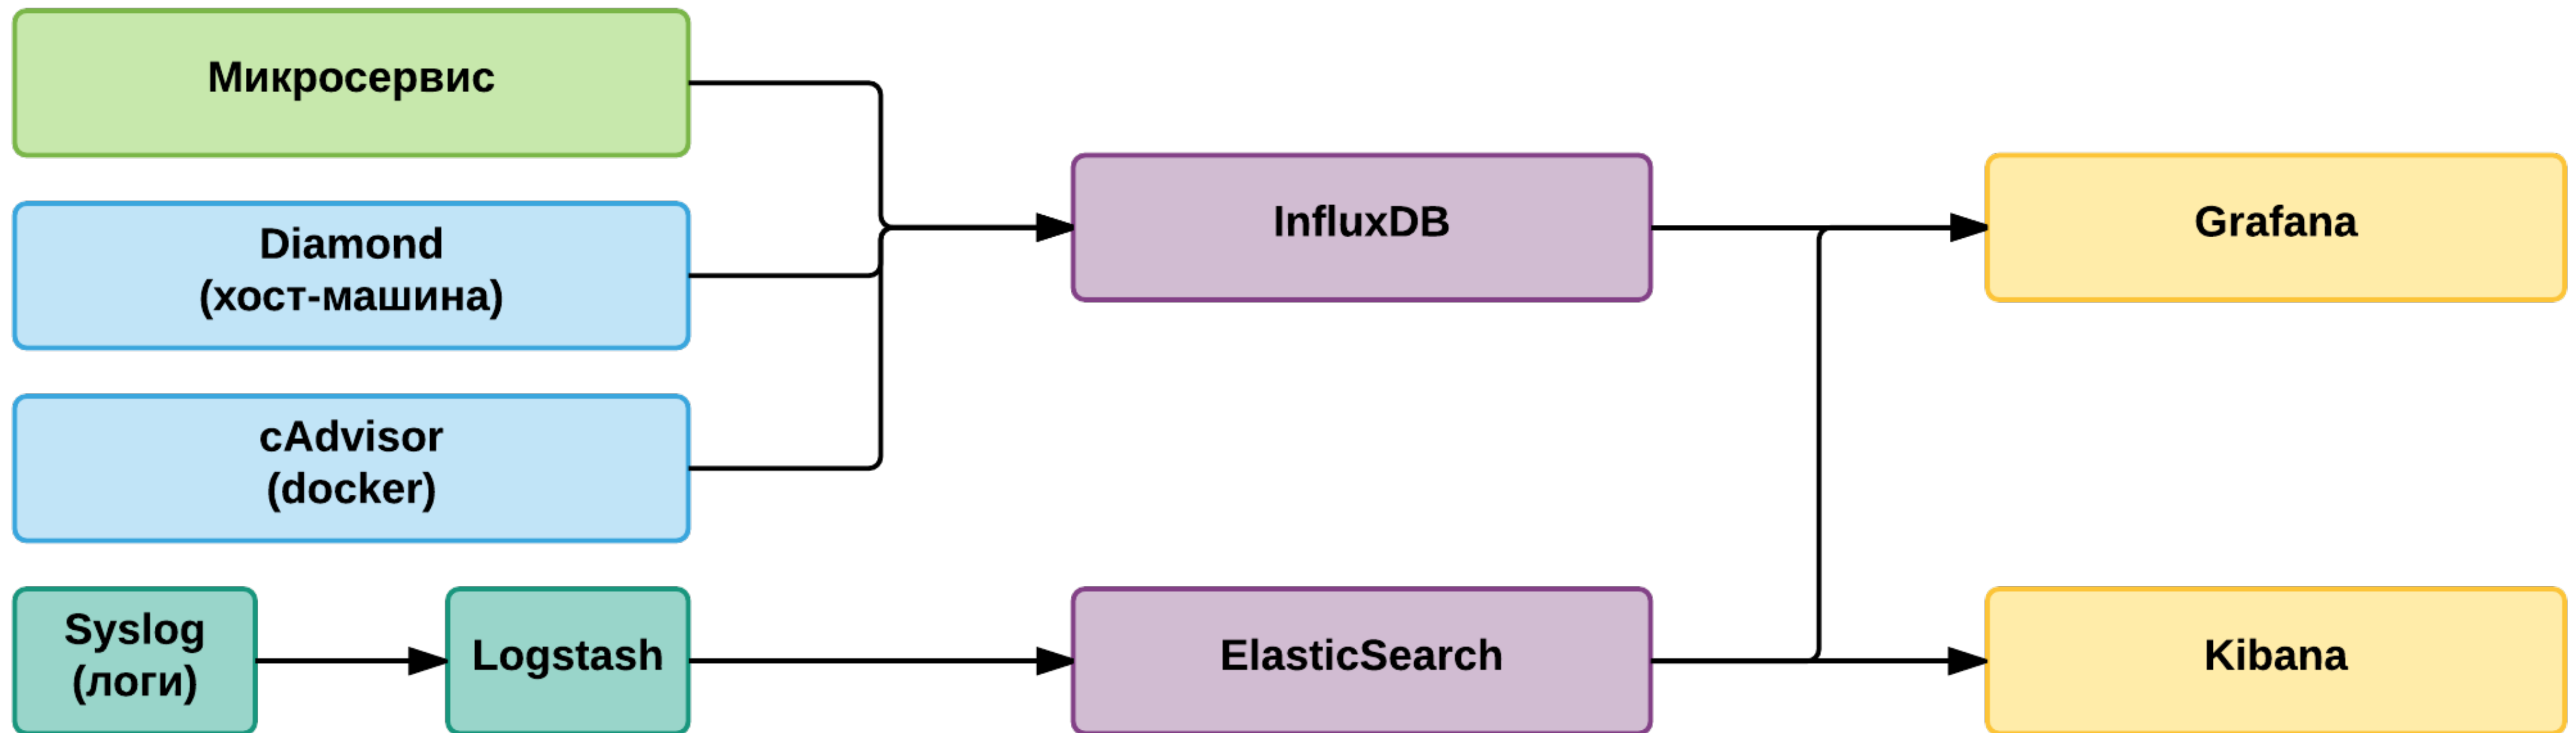 Микросервис
Diamond
(хост-машина)
cAdvisor
(docker)
Syslog
(логи)
Logstash
InfluxDB
ElasticSearch
Grafana
Kibana